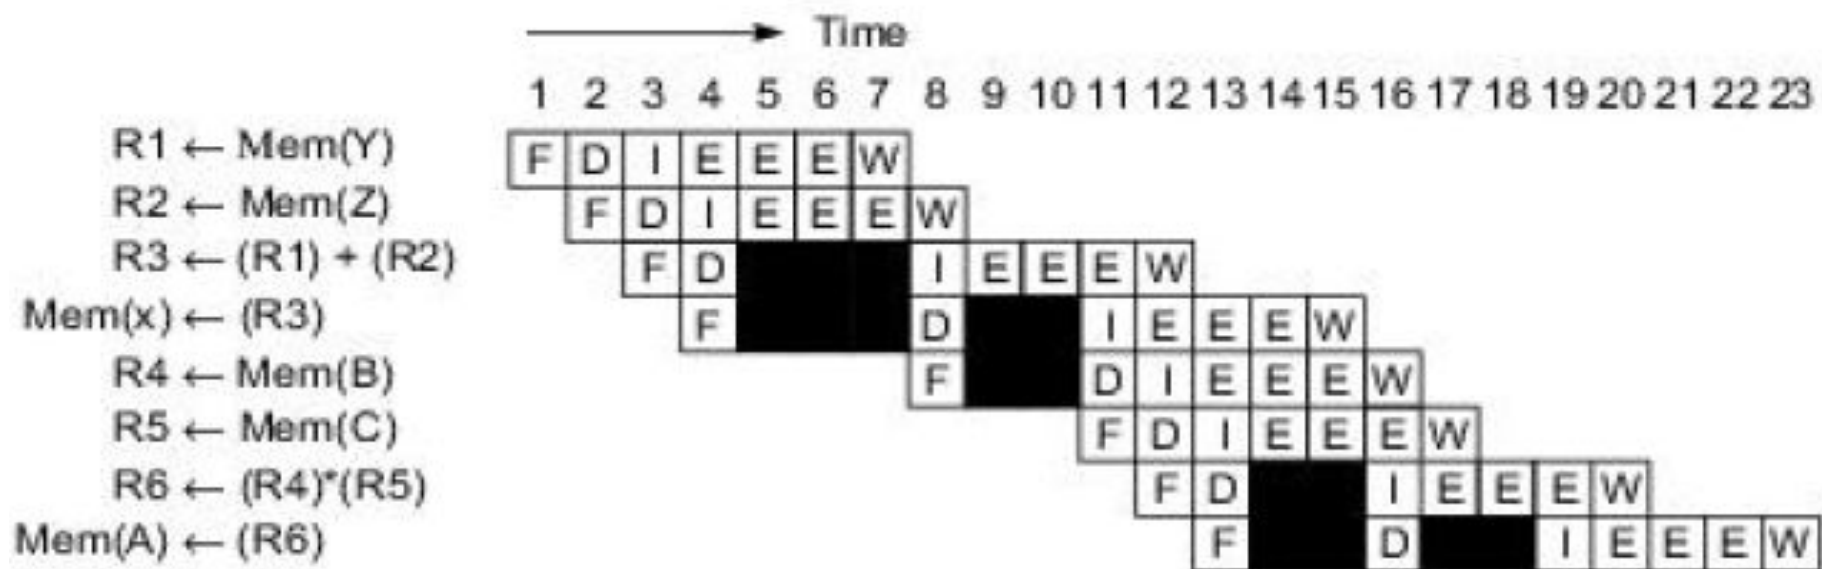 Time
1 2 3 4 5 6 7 8 9 10 11 12 13 14 15 16 17 18 19 20 21 22 23
R1 ← Mem(Y) F D I E E E W
R2 ← Mem(Z) F D I E E E W
R3 ← (R1) + (R2) F D I E E E W
Mem(x) ← (R3) F D I E E E W
R4 ← Mem(B) F D I E E E W
R5 ← Mem(C) F D I E E E W
R6 ← (R4)*(R5) F D I E E E W
Mem(A) ← (R6) F D I E E E W